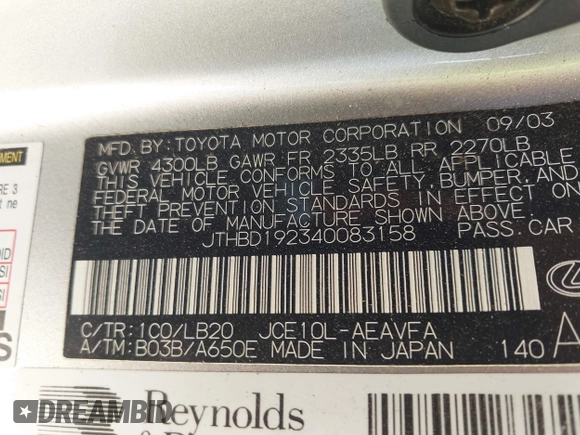 MFD. BY: TOYOTA MOTOR CORPORATION 09/03
GVWR 4300LB GAWR FR 2335LB RR 2270LB
THIS VEHICLE CONFORMS TO ALL APPLICABLE
FEDERAL MOTOR VEHICLE SAFETY, BUMPER, AND
THEFT PREVENTION STANDARDS IN EFFECT ON
THE DATE OF MANUFACTURE SHOWN ABOVE.
JTHBD192340083158 PASS. CAR
C/TR: 1C0/LB20 JCE10L-AEAVFA
A/TM: B03B/A650E MADE IN JAPAN 140
Reynolds
DREAMBID